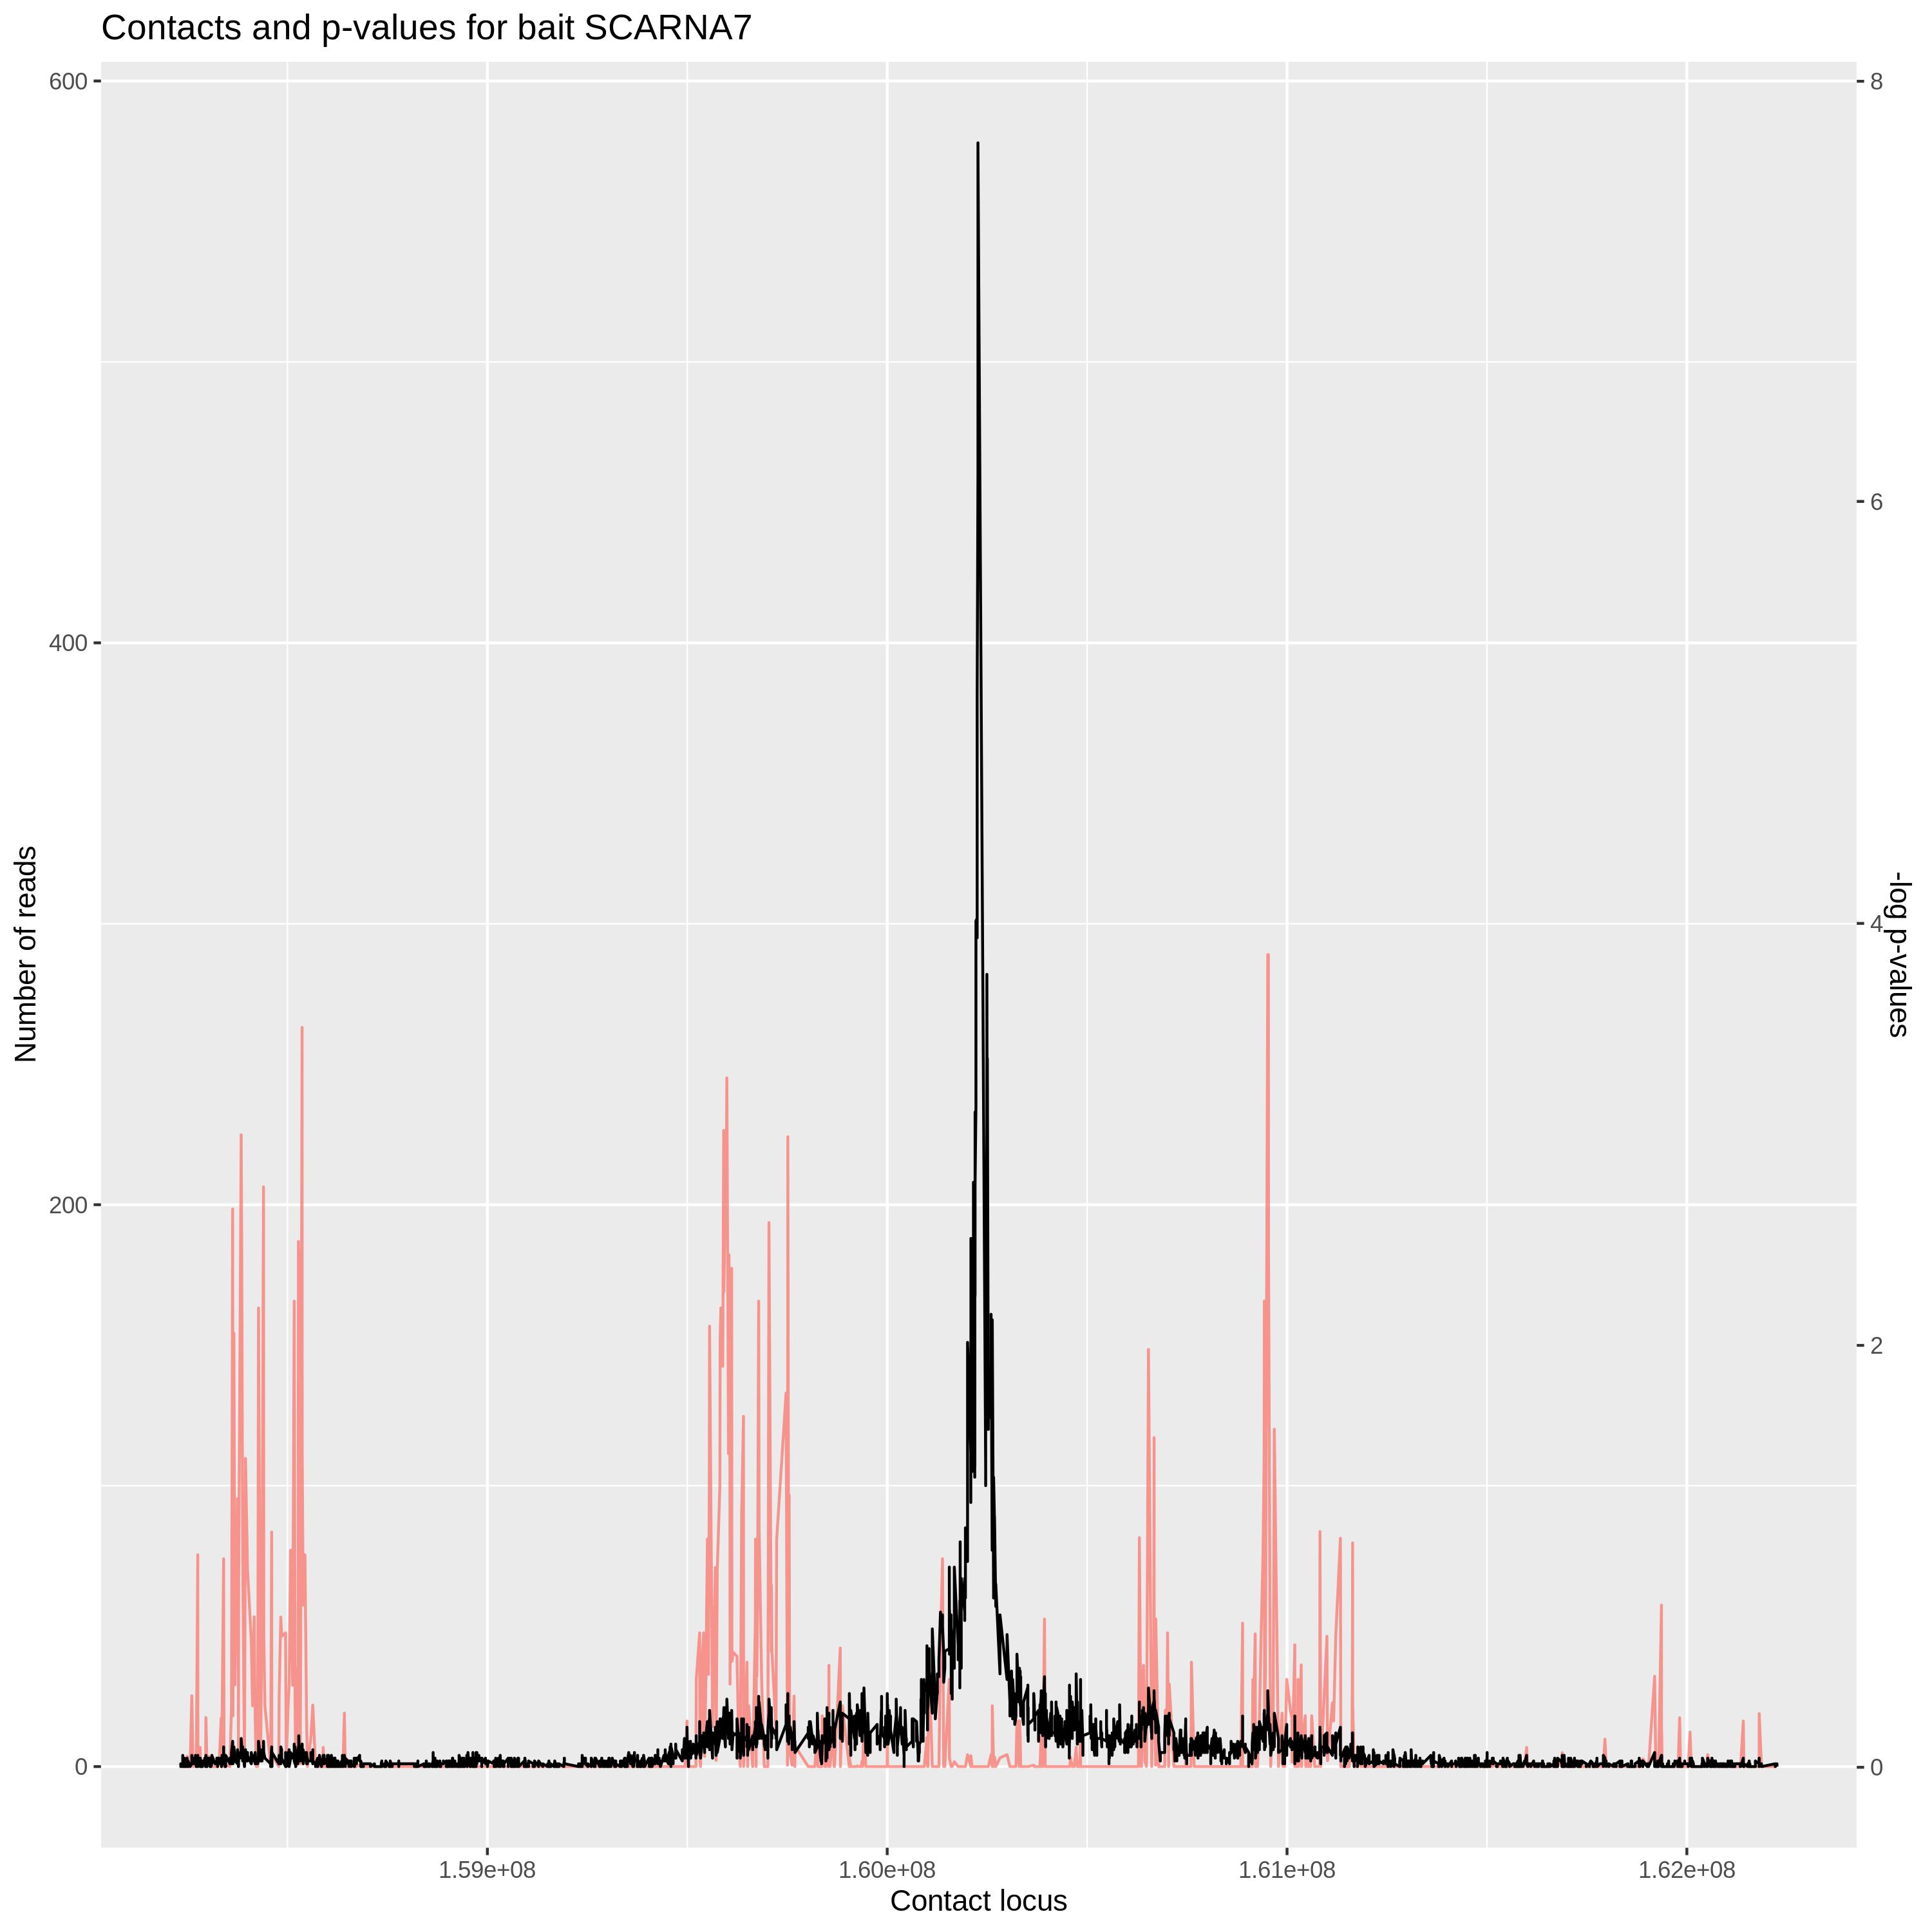 Contacts and p-values for bait SCARNA7
600
400
200
0
Number of reads
8
6
4
2
0
-log p-values
1.59e+08
1.60e+08
1.61e+08
1.62e+08
Contact locus